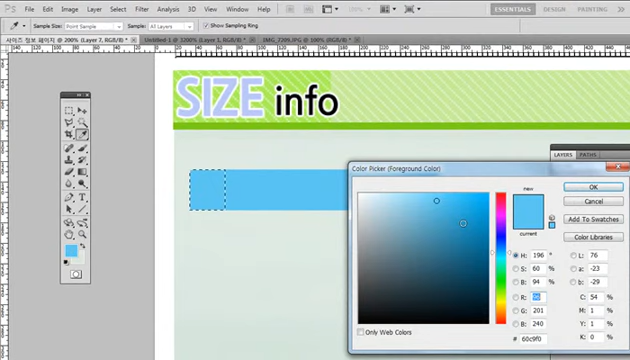 File Edit Image Layer Select Filter View Window Help
ESSENTIALS DESIGN PAINTING
Sample Size: Point Sample Sample: All Layers Show Sampling Ring
사이즈 정보 페이지 @ 200% (Layer 7, RGB/8) *
Untitled-1 @ 3200% (Layer 1, RGB/8) *
IMG_7209.JPG @ 100% (RGB/8)
SIZE info
LAYERS PATHS
Color Picker (Foreground Color)
new
current
OK
Cancel
Add To Swatches
Color Libraries
H: 196 ° L: 76
S: 60 % a: -23
B: 94 % b: -29
R: 96 C: 54 %
G: 201 M: 1 %
B: 240 Y: 1 %
# 60c9f0 K: 0 %
Only Web Colors